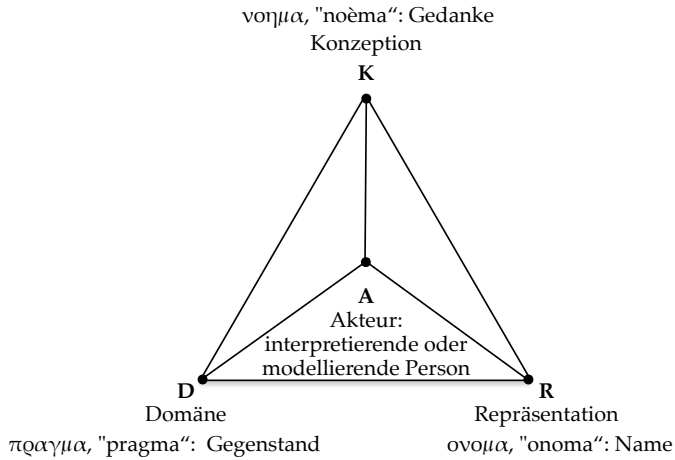 νοημα, "noèma“: Gedanke
Konzeption
K
A
Akteur:
interpretierende oder
modellierende Person
D
R
Domäne
Repräsentation
πραγμα, "pragma“: Gegenstand
ονομα, "onoma“: Name